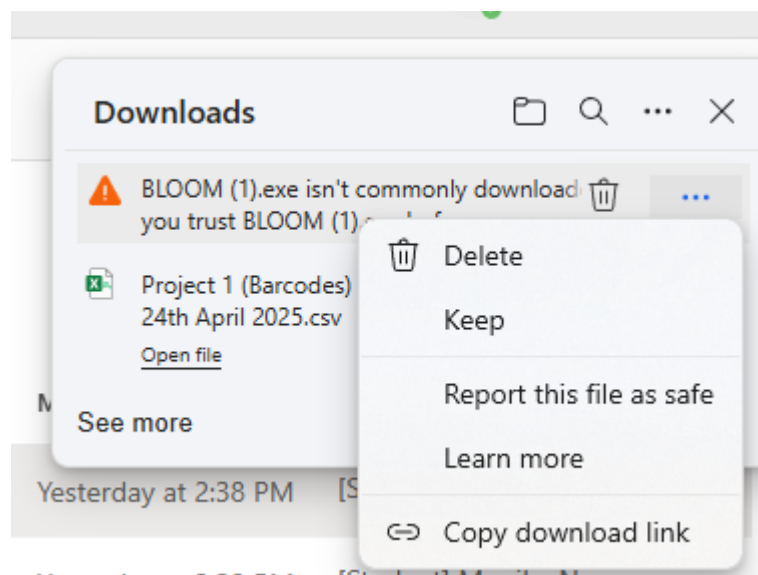 Downloads
BLOOM (1).exe isn't commonly download
you trust BLOOM (1)
Delete
Project 1 (Barcodes)
24th April 2025.csv
Keep
Open file
Report this file as safe
See more
Learn more
Yesterday at 2:38 PM [S
Copy download link